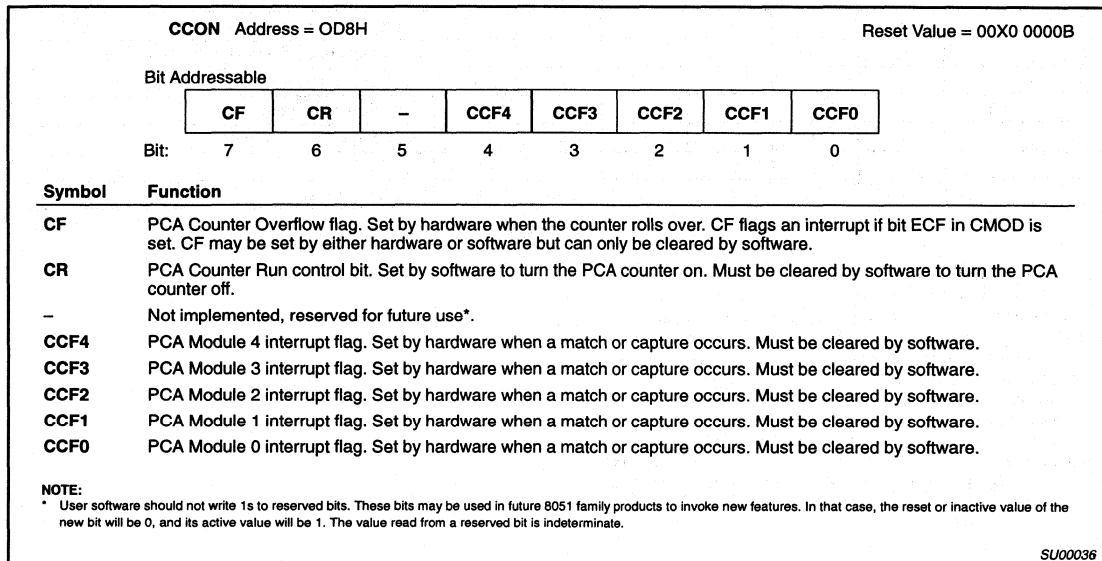 CCON Address = OD8H Reset Value = 00X0 0000B
Bit Addressable
CF CR – CCF4 CCF3 CCF2 CCF1 CCF0
Bit: 7 6 5 4 3 2 1 0
Symbol Function
CF PCA Counter Overflow flag. Set by hardware when the counter rolls over. CF flags an interrupt if bit ECF in CMOD is
set. CF may be set by either hardware or software but can only be cleared by software.
CR PCA Counter Run control bit. Set by software to turn the PCA counter on. Must be cleared by software to turn the PCA
counter off.
– Not implemented, reserved for future use*.
CCF4 PCA Module 4 interrupt flag. Set by hardware when a match or capture occurs. Must be cleared by software.
CCF3 PCA Module 3 interrupt flag. Set by hardware when a match or capture occurs. Must be cleared by software.
CCF2 PCA Module 2 interrupt flag. Set by hardware when a match or capture occurs. Must be cleared by software.
CCF1 PCA Module 1 interrupt flag. Set by hardware when a match or capture occurs. Must be cleared by software.
CCF0 PCA Module 0 interrupt flag. Set by hardware when a match or capture occurs. Must be cleared by software.
NOTE:
* User software should not write 1s to reserved bits. These bits may be used in future 8051 family products to invoke new features. In that case, the reset or inactive value of the
new bit will be 0, and its active value will be 1. The value read from a reserved bit is indeterminate.
SU00036